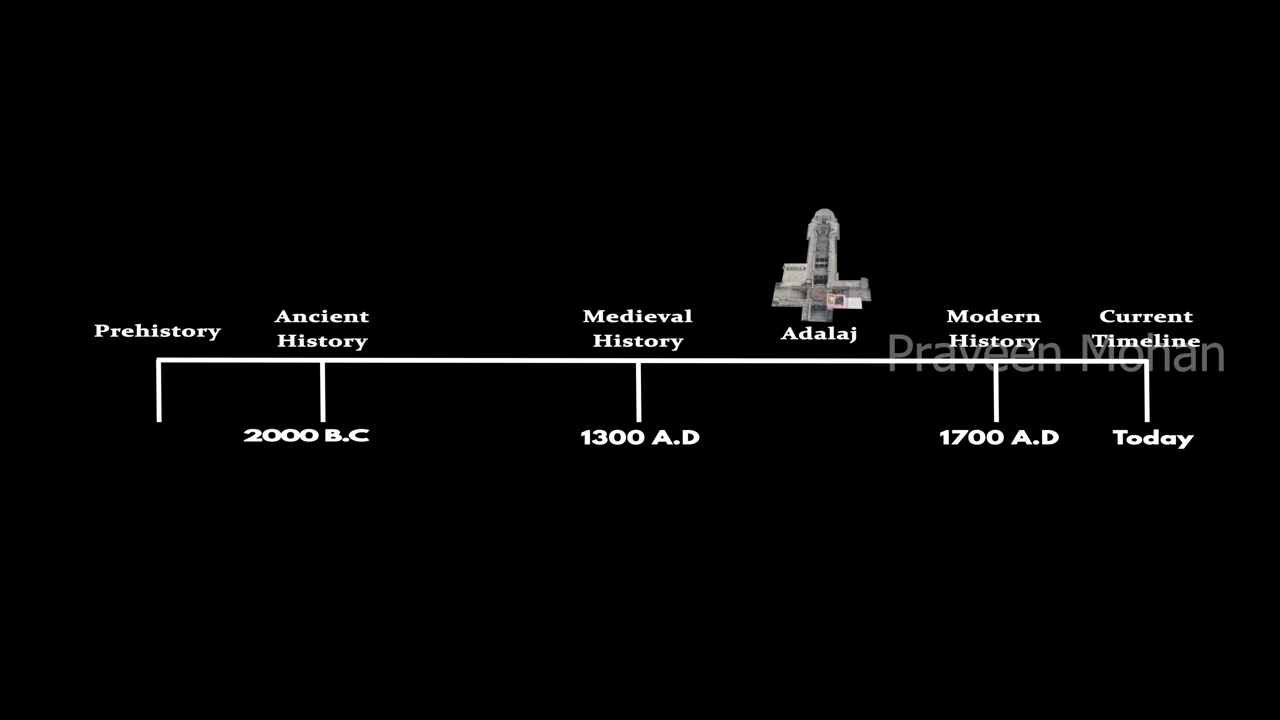 Prehistory
Ancient
History
Medieval
History
Adalaj
Modern
History
Current
Timeline
Praveen Mohan
2000 B.C
1300 A.D
1700 A.D
Today